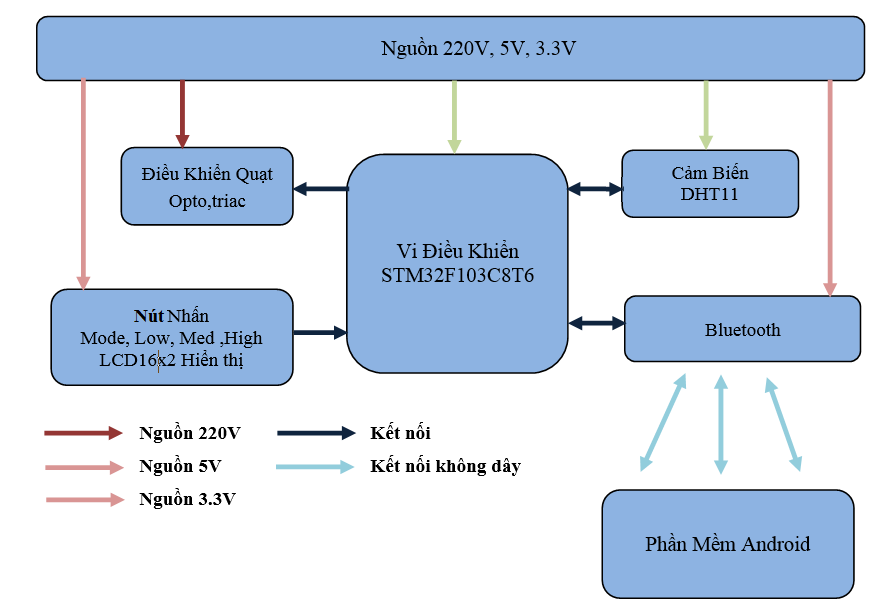 Nguồn 220V, 5V, 3.3V
Điều Khiển Quạt
Opto,triac
Cảm Biến
DHT11
Vi Điều Khiển
STM32F103C8T6
Nút Nhấn
Mode, Low, Med ,High
LCD16x2 Hiển thị
Bluetooth
Nguồn 220V
Kết nối
Nguồn 5V
Kết nối không dây
Nguồn 3.3V
Phần Mềm Android